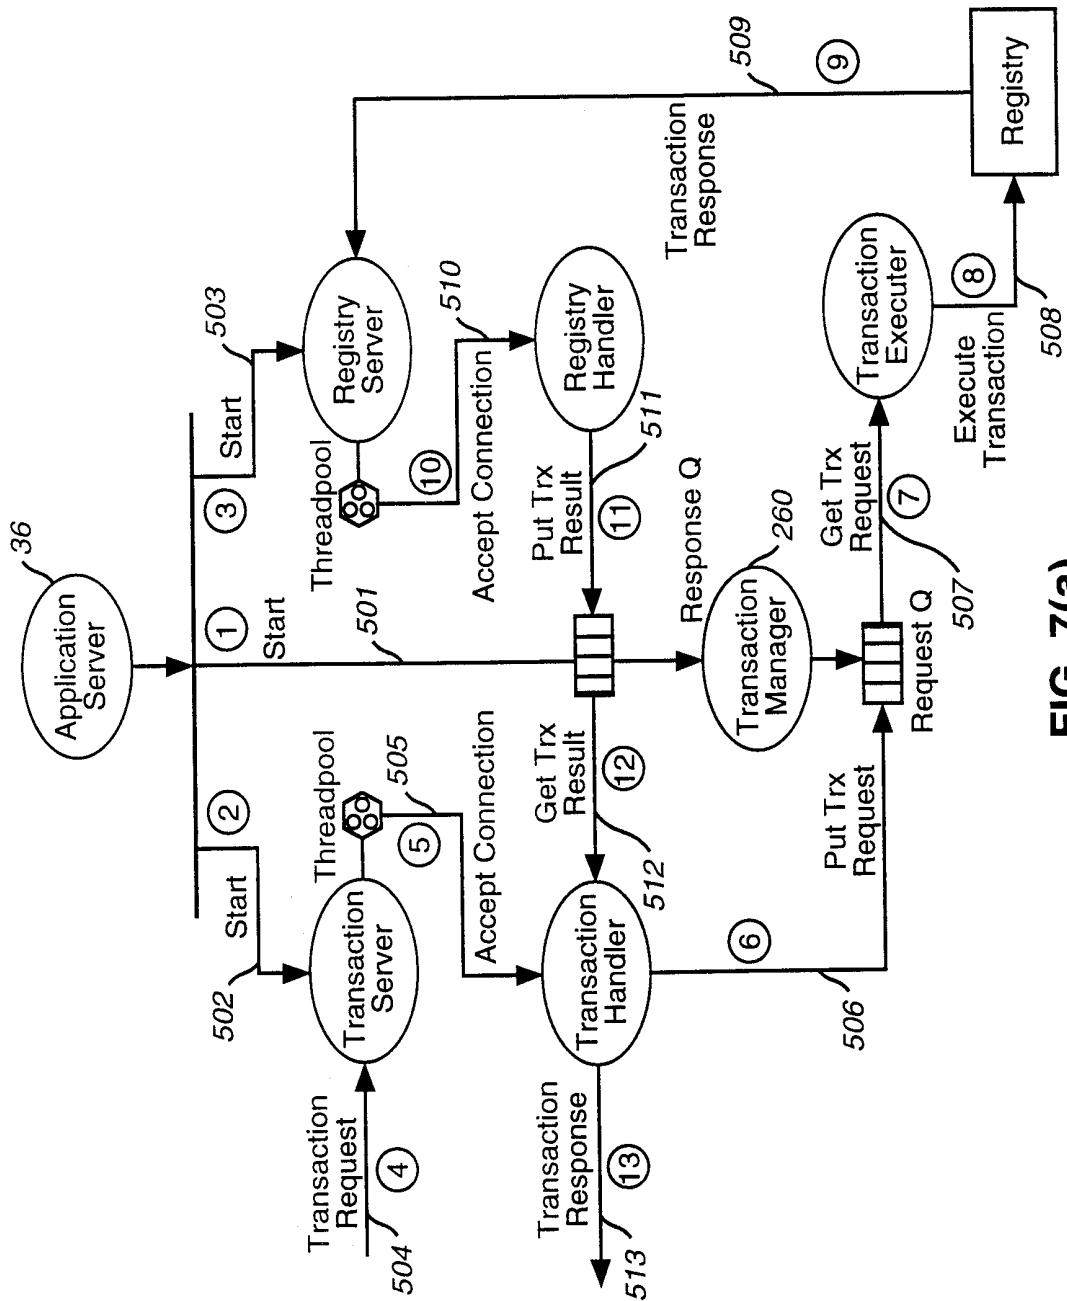 36
Application
Server
2
1
3
Start
Start
Start
502
501
503
Transaction
Request
4
504
Transaction
Server
Threadpool
505
5
Accept Connection
Threadpool
10
Accept Connection
Registry
Server
510
Transaction
Response
13
513
Transaction
Handler
Get Trx
Result
12
512
Put Trx
Result
11
511
Registry
Handler
Response Q
Transaction
Response
509
9
6
506
Transaction
Manager
260
Put Trx
Request
Request Q
Get Trx
Request
7
507
Transaction
Executer
Execute
Transaction
8
508
Registry
FIG. 7(a)